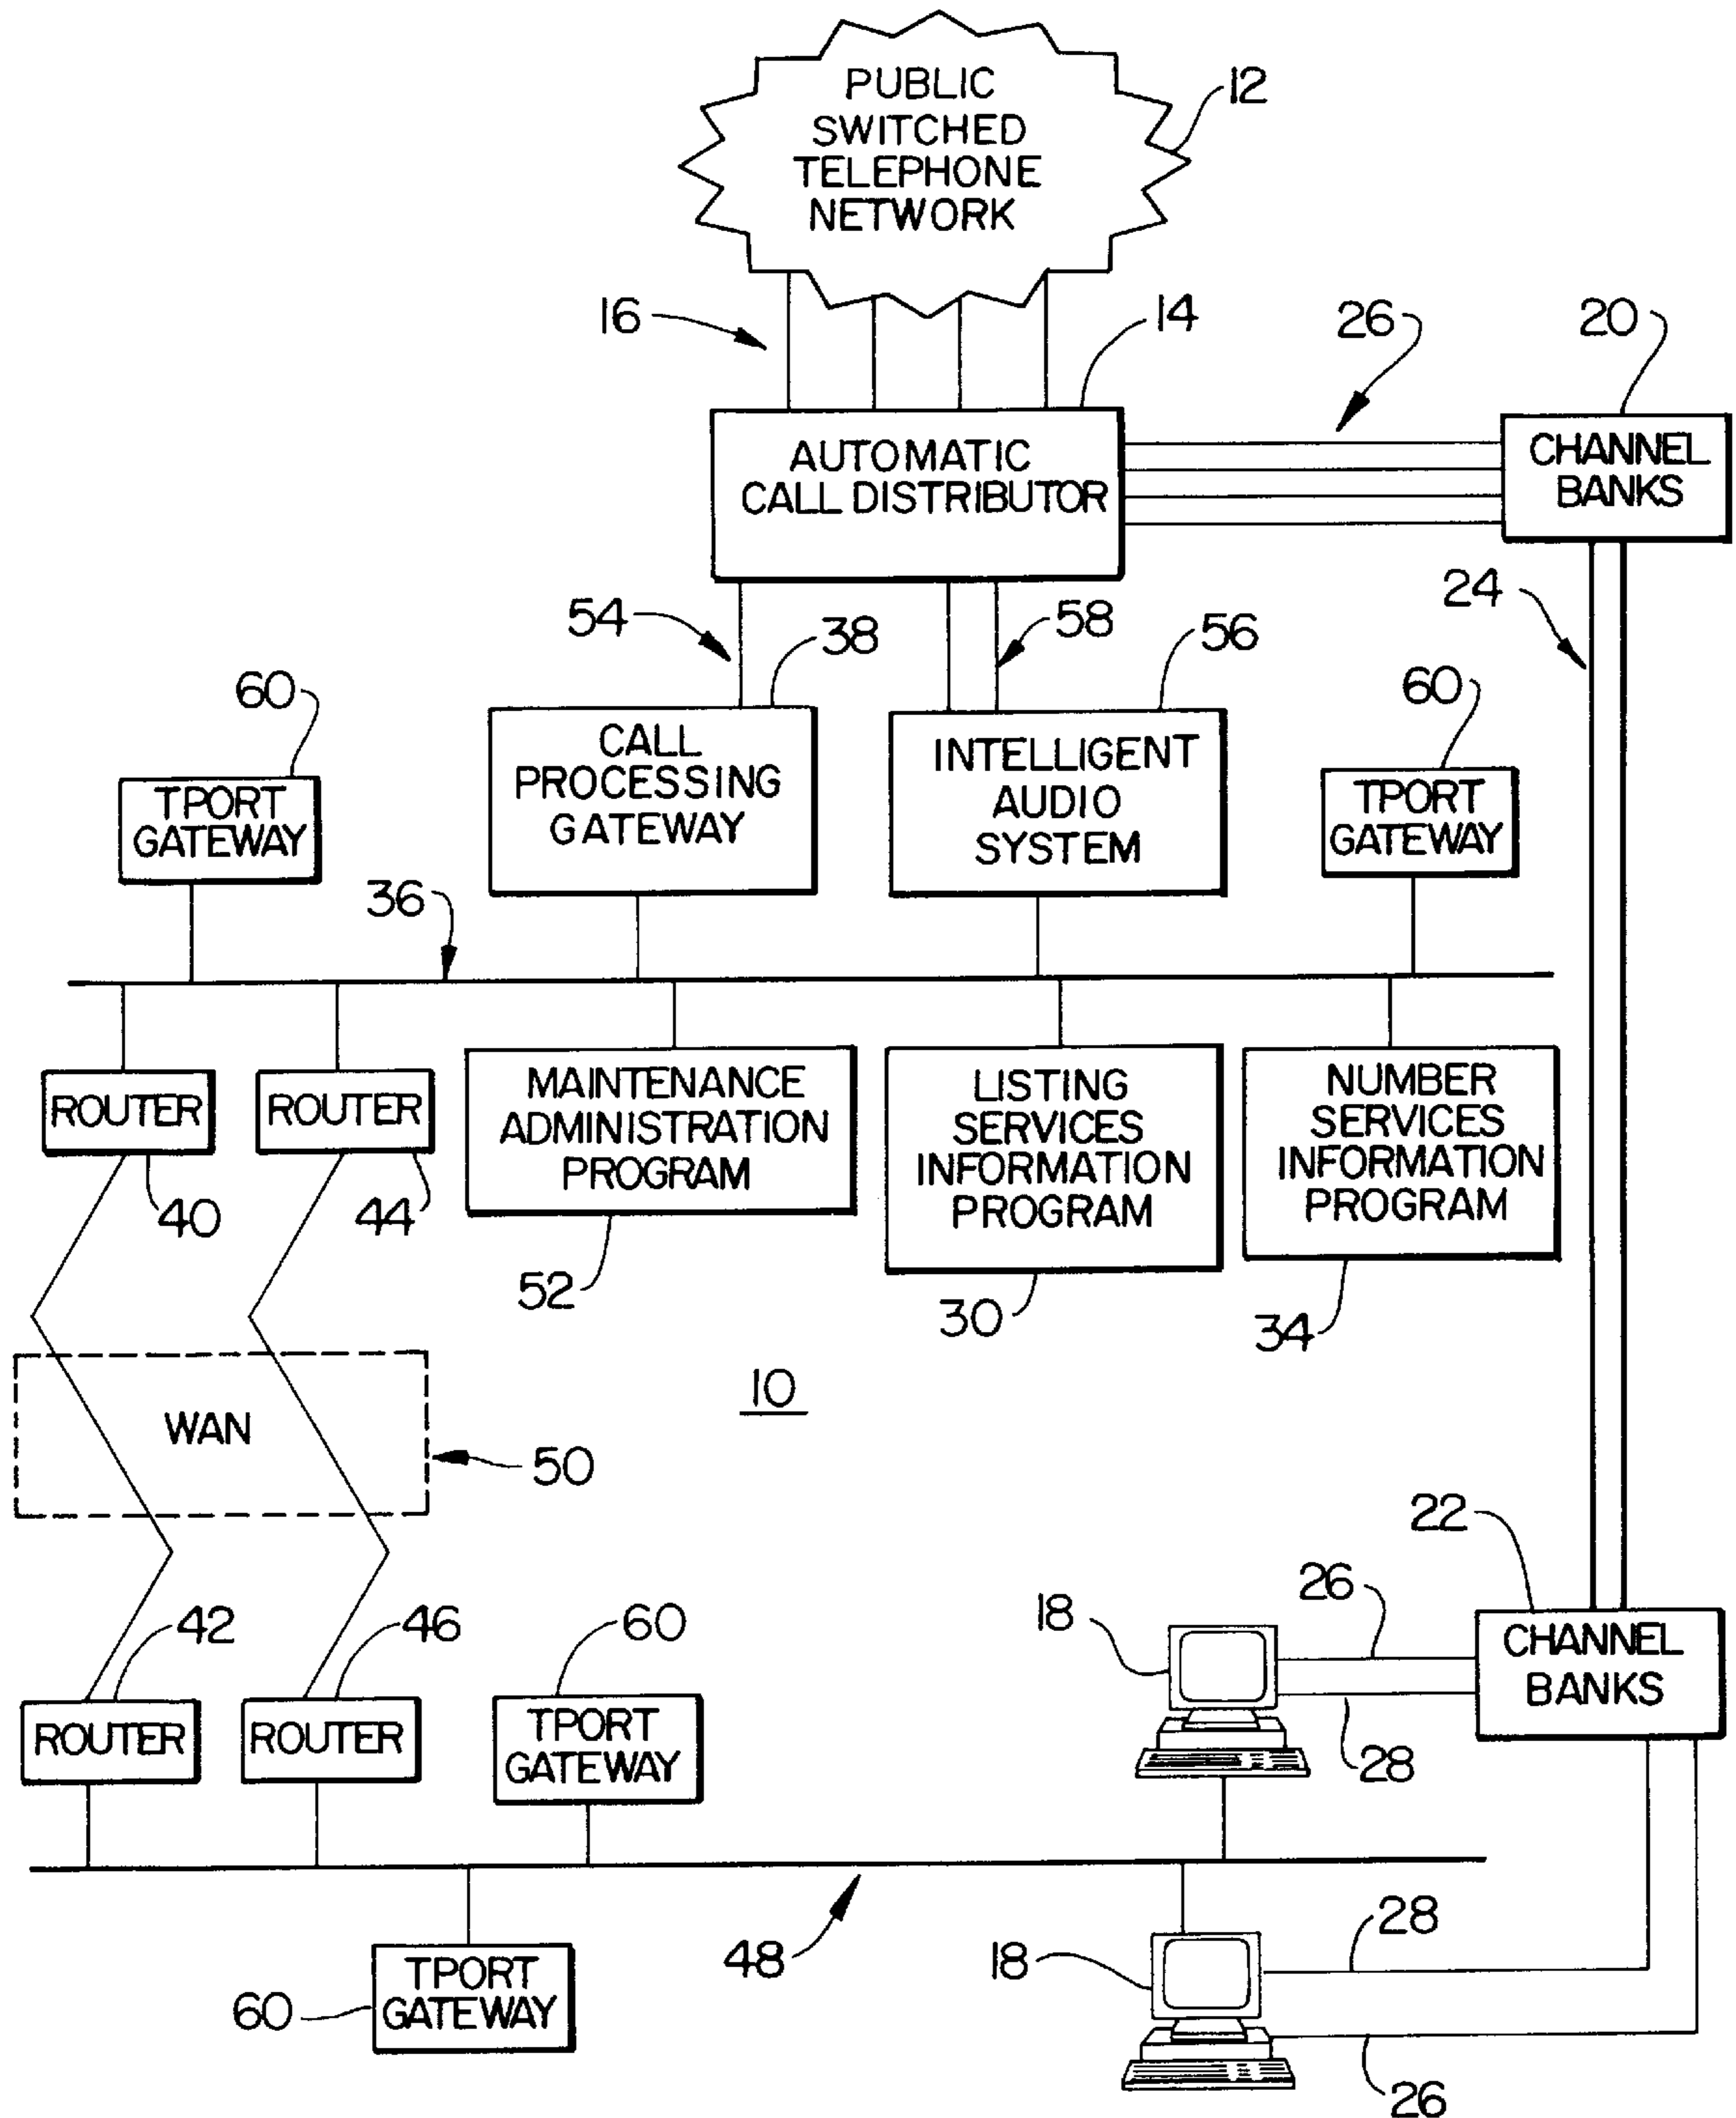 PUBLIC
SWITCHED
TELEPHONE
NETWORK
12
16
14
26
20
AUTOMATIC
CALL DISTRIBUTOR
CHANNEL
BANKS
54
38
58
56
24
60
60
CALL
PROCESSING
GATEWAY
INTELLIGENT
AUDIO
SYSTEM
TPORT
GATEWAY
TPORT
GATEWAY
36
ROUTER
ROUTER
MAINTENANCE
ADMINISTRATION
PROGRAM
LISTING
SERVICES
INFORMATION
PROGRAM
NUMBER
SERVICES
INFORMATION
PROGRAM
40
44
52
30
34
10
WAN
50
22
42
46
60
18
26
CHANNEL
BANKS
ROUTER
ROUTER
TPORT
GATEWAY
28
48
18
28
TPORT
GATEWAY
60
26